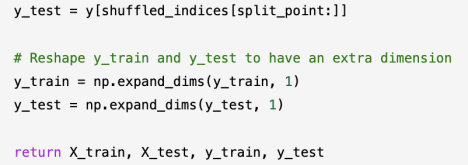 y_test = y[shuffled_indices[split_point:]]
# Reshape y_train and y_test to have an extra dimension
y_train = np.expand_dims(y_train, 1)
y_test = np.expand_dims(y_test, 1)
return X_train, X_test, y_train, y_test